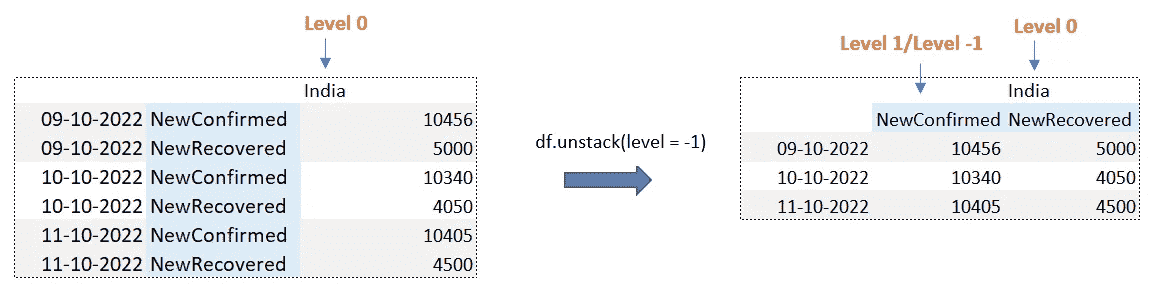 Level 0
India
09-10-2022 NewConfirmed 10456
09-10-2022 NewRecovered 5000
10-10-2022 NewConfirmed 10340
10-10-2022 NewRecovered 4050
11-10-2022 NewConfirmed 10405
11-10-2022 NewRecovered 4500
df.unstack(level = -1)
Level 0
Level 1/Level -1
India
NewConfirmed NewRecovered
09-10-2022 10456 5000
10-10-2022 10340 4050
11-10-2022 10405 4500